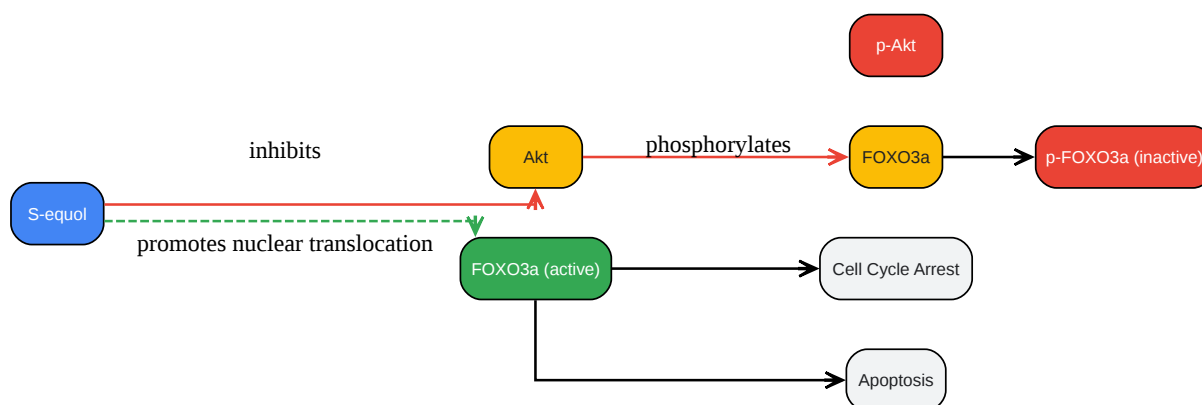 p-Akt
inhibits
Akt
phosphorylates
FOXO3a
p-FOXO3a (inactive)
S-equol
promotes nuclear translocation
FOXO3a (active)
Cell Cycle Arrest
Apoptosis